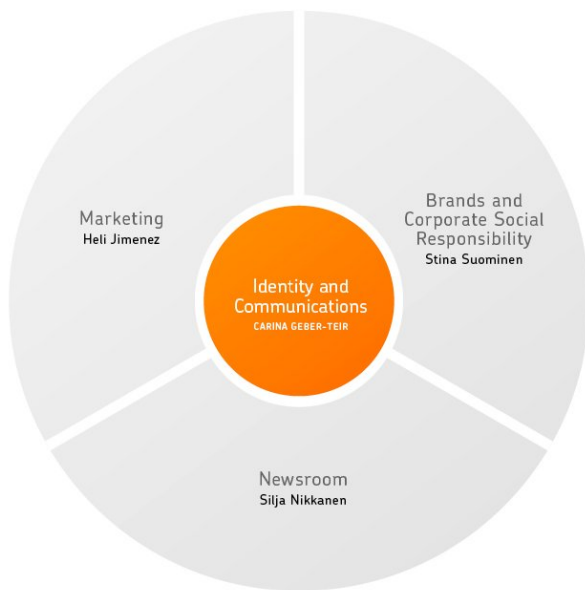 Marketing
Heli Jimenez
Brands and
Corporate Social
Responsibility
Stina Suominen
Identity and
Communications
CARINA GEBER-TEIR
Newsroom
Silja Nikkanen